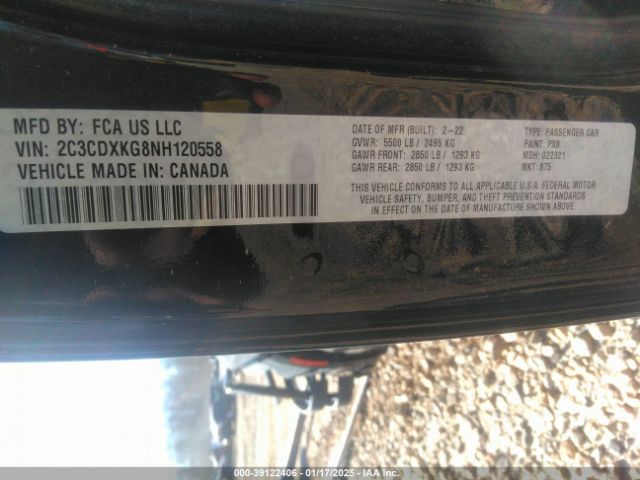 MFD BY: FCA US LLC
VIN: 2C3CDXKG8NH120558
VEHICLE MADE IN: CANADA
DATE OF MFR (BUILT): 2-22
GVWR: 5500 LB / 2495 KG
GAWR FRONT: 2850 LB / 1293 KG
GAWR REAR: 2850 LB / 1293 KG
TYPE: PASSENGER CAR
PAINT: PX8
MDH: 022321
MKT: 875
THIS VEHICLE CONFORMS TO ALL APPLICABLE U.S.A. FEDERAL MOTOR
VEHICLE SAFETY, BUMPER, AND THEFT PREVENTION STANDARDS
IN EFFECT ON THE DATE OF MANUFACTURE SHOWN ABOVE.
000-39122406 - 01/17/2025 - IAA Inc.